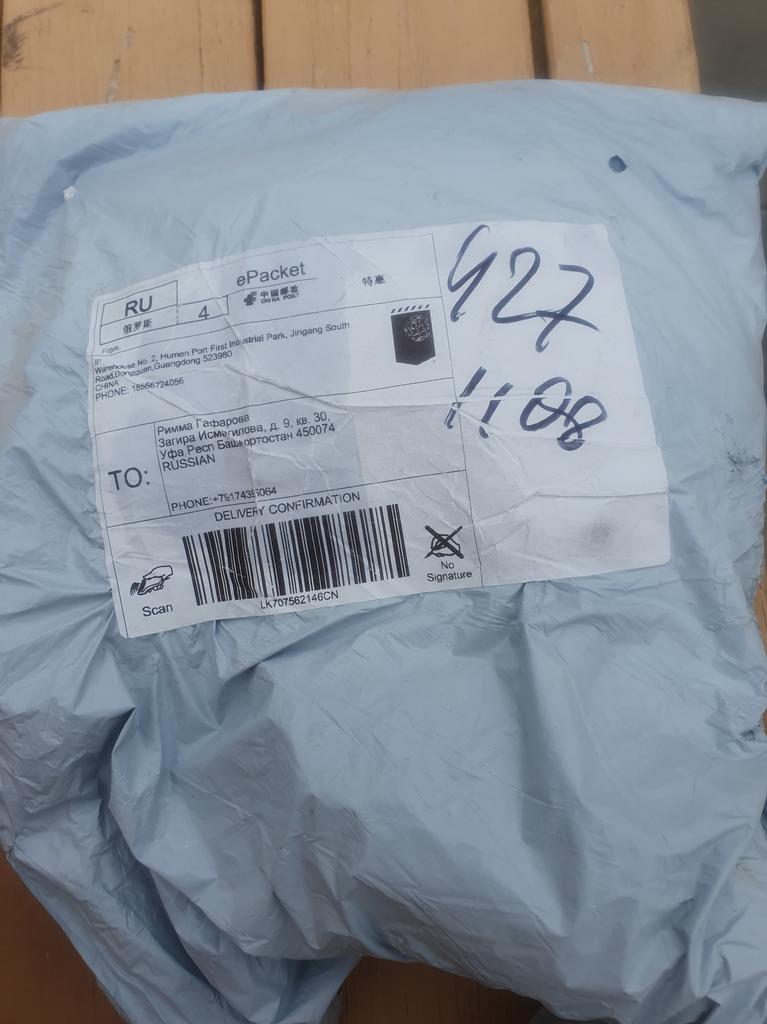 RU
俄罗斯
4
ePacket
中国邮政
CHINA POST
特惠
From:
Warehouse No. 2, Humen Port First Industrial Park, Jingang South
Road,Dongguan,Guangdong 523980
CHINA
PHONE: 18566724056
427
1108
TO:
Римма Гафарова
Загира Исмагилова, д. 9, кв. 30,
Уфа Респ Башкортостан 450074
RUSSIAN
PHONE:
DELIVERY CONFIRMATION
Scan
LK707562146CN
No
Signature